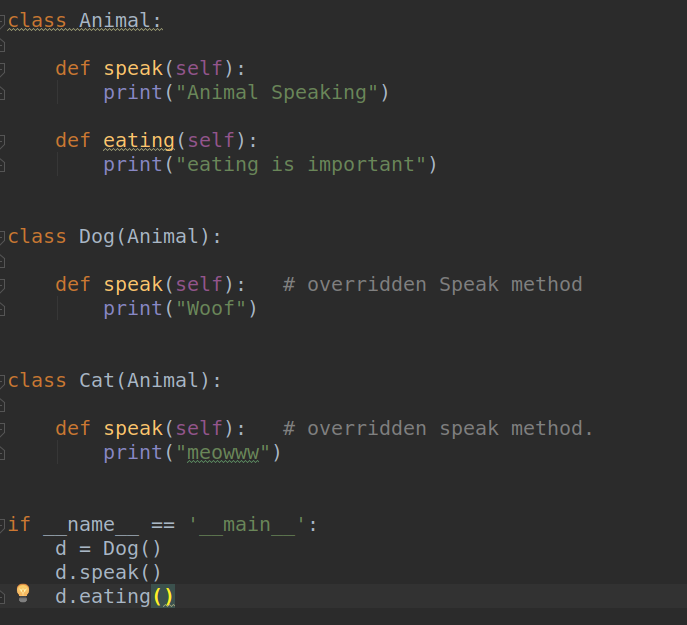 class Animal:
    def speak(self):
        print("Animal Speaking")
    def eating(self):
        print("eating is important")
class Dog(Animal):
    def speak(self):   # overridden Speak method
        print("Woof")
class Cat(Animal):
    def speak(self):   # overridden speak method.
        print("meowww")
if __name__ == '__main__':
    d = Dog()
    d.speak()
    d.eating()